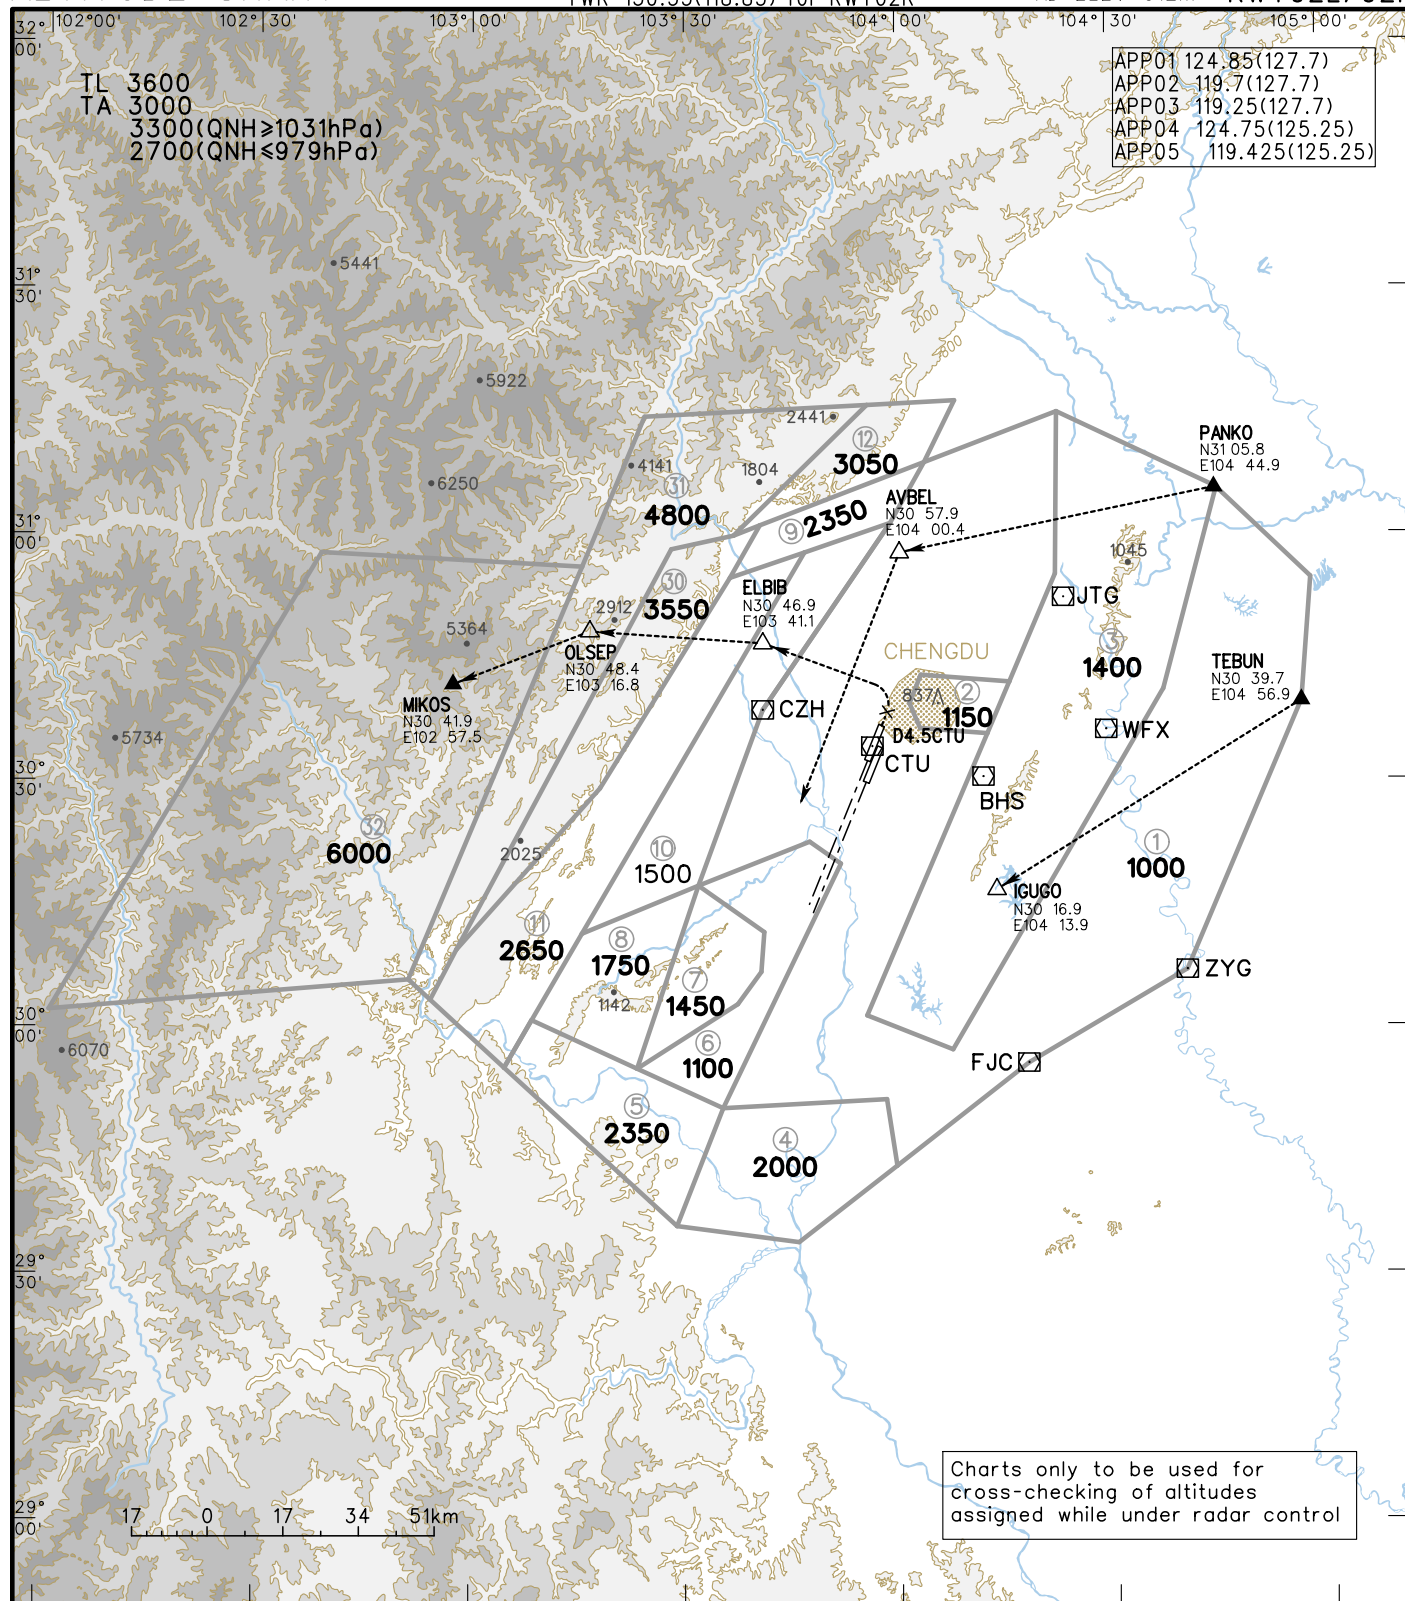 102°00'
102°30'
103°00'
103°30'
104°00'
104°30'
105°00'
32°
00'
TL 3600
TA 3000
3300(QNH≥1031hPa)
2700(QNH≤979hPa)
APP01 124.85(127.7)
APP02 119.7(127.7)
APP03 119.25(127.7)
APP04 124.75(125.25)
APP05 119.425(125.25)
5441
31°
30'
2000
800
5922
2441
12
3050
PANKO
N31 05.8
E104 44.9
4141
1804
6250
31
4800
AVBEL
N30 57.9
E104 00.4
9
2350
31°
00'
1045
30
3550
ELBIB
N30 46.9
E103 41.1
JTG
2912
5364
OLSEP
N30 48.4
E103 16.8
CHENGDU
3
1400
TEBUN
N30 39.7
E104 56.9
MIKOS
N30 41.9
E102 57.5
837
2
1150
CZH
D4.5CTU
WFX
5734
CTU
30°
30'
BHS
32
6000
2025
10
1500
1
1000
IGUGO
N30 16.9
E104 13.9
11
2650
8
1750
ZYG
7
1450
1142
30°
00'
6070
6
1100
FJC
5
2350
4
2000
29°
30'
Charts only to be used for
cross-checking of altitudes
assigned while under radar control
29°
00'
17 0 17 34 51km